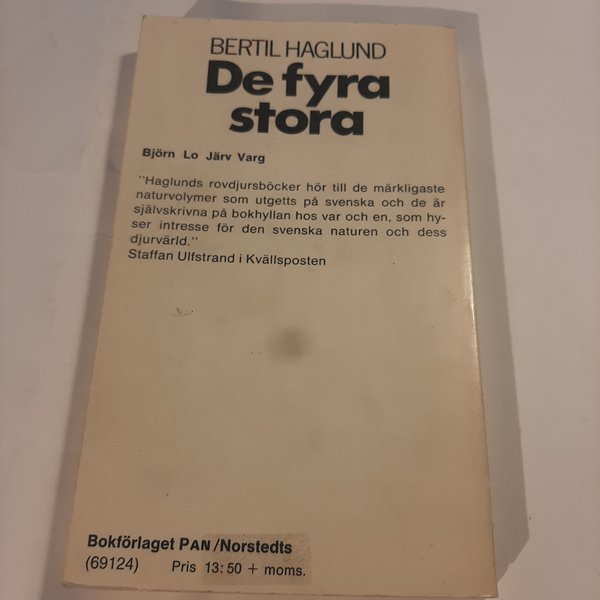 BERTIL HAGLUND
De fyra
stora
Björn Lo Järv Varg
"Haglunds rovdjursböcker hör till de märkligaste
naturvolymer som utgetts på svenska och de är
självskrivna på bokhyllan hos var och en, som hy-
ser intresse för den svenska naturen och dess
djurvärld."
Staffan Ulfstrand i Kvällsposten
Bokförlaget PAN/Norstedts
(69124) Pris 13:50 + moms.